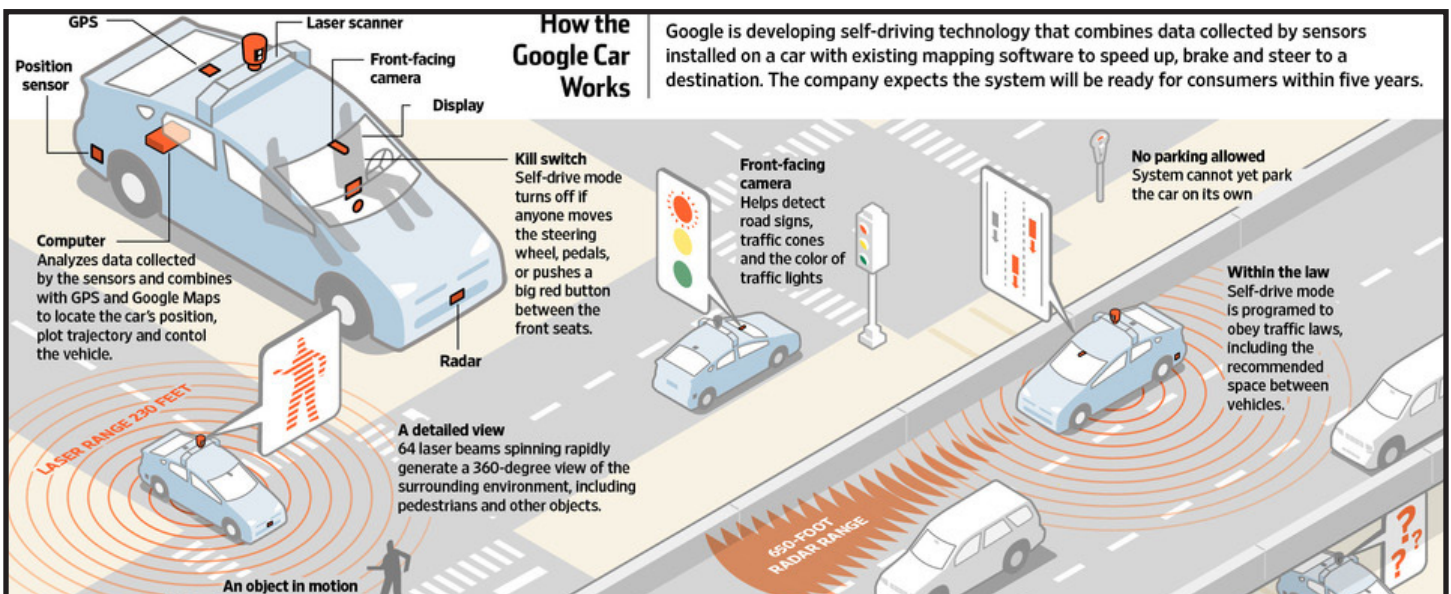 How the
Google Car
Works
Google is developing self-driving technology that combines data collected by sensors
installed on a car with existing mapping software to speed up, brake and steer to a
destination. The company expects the system will be ready for consumers within five years.
GPS
Laser scanner
Position
sensor
Front-facing
camera
Display
Kill switch
Self-drive mode
turns off if
anyone moves
the steering
wheel, pedals,
or pushes a
big red button
between the
front seats.
Computer
Analyzes data collected
by the sensors and combines
with GPS and Google Maps
to locate the car's position,
plot trajectory and contol
the vehicle.
Radar
Front-facing
camera
Helps detect
road signs,
traffic cones
and the color of
traffic lights
No parking allowed
System cannot yet park
the car on its own
Within the law
Self-drive mode
is programed to
obey traffic laws,
including the
recommended
space between
vehicles.
LASER RANGE 230 FEET
A detailed view
64 laser beams spinning rapidly
generate a 360-degree view of the
surrounding environment, including
pedestrians and other objects.
650-FOOT
RADAR RANGE
???
An object in motion